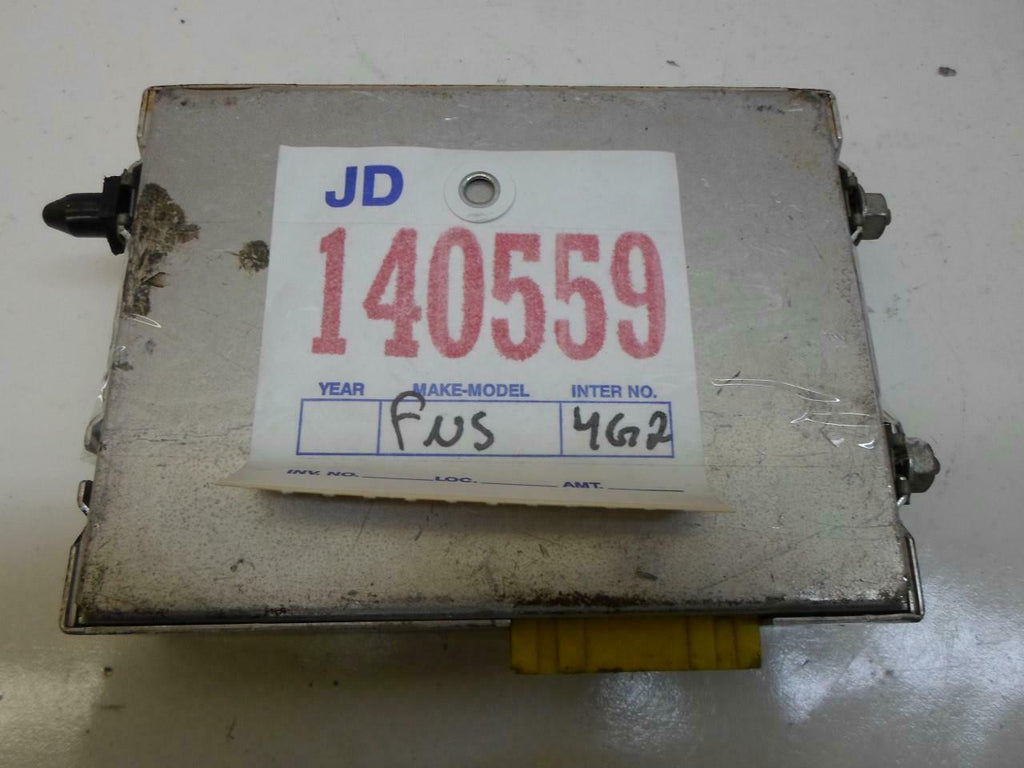 JD
140559
YEAR MAKE-MODEL INTER NO.
FNS 4G2
INV. NO. LOC. AMT.